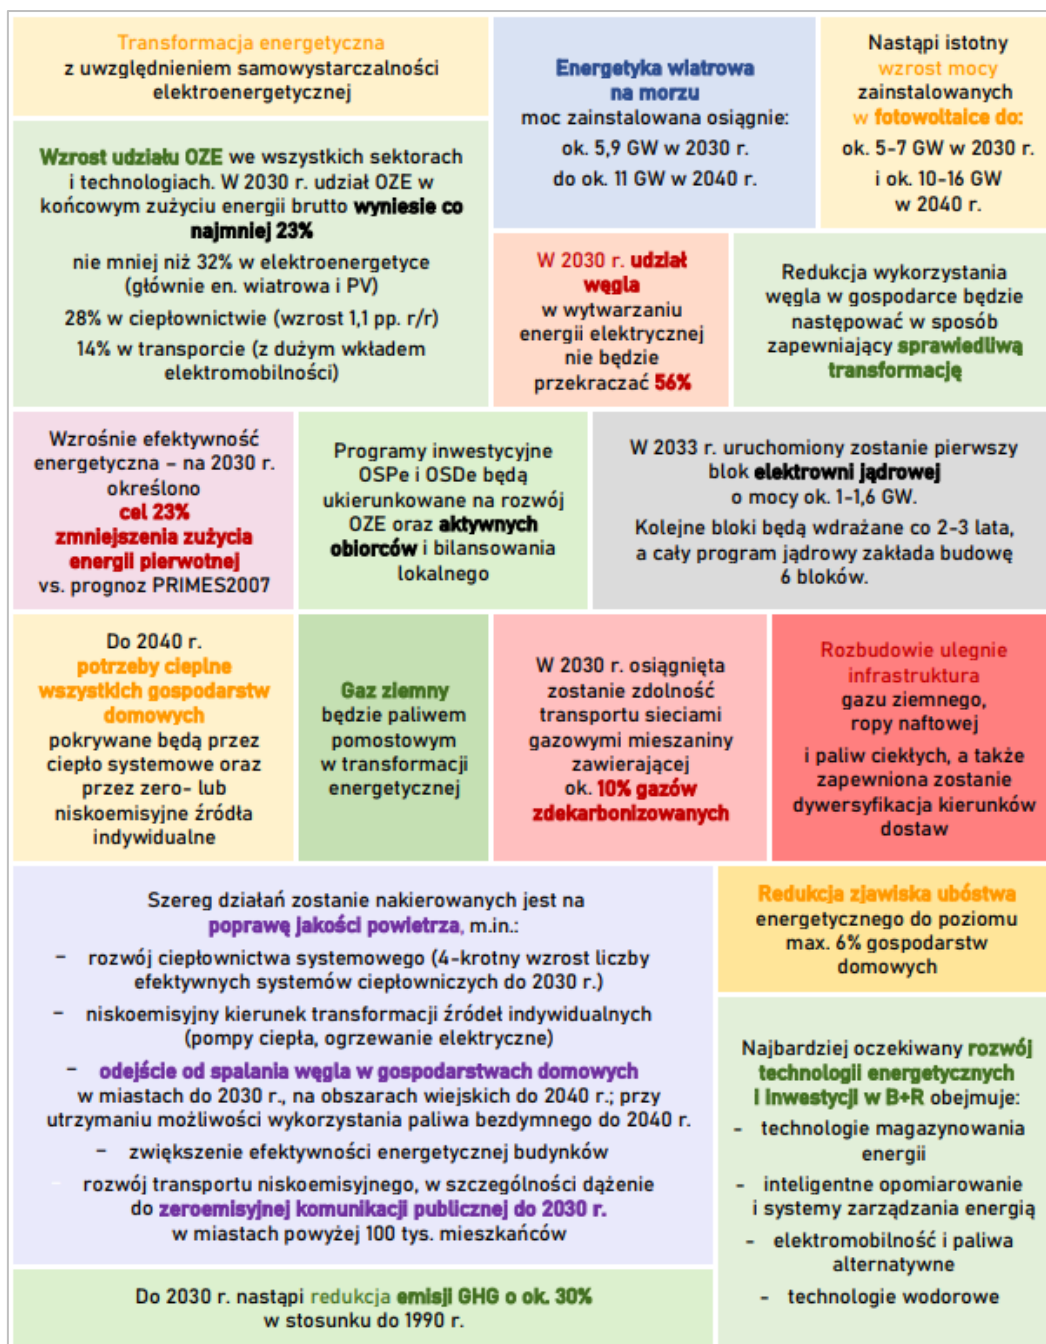 Transformacja energetyczna
z uwzględnieniem samowystarczalności
elektroenergetycznej
Energetyka wiatrowa
na morzu
moc zainstalowana osiągnie:
ok. 5,9 GW w 2030 r.
do ok. 11 GW w 2040 r.
Nastąpi istotny
wzrost mocy
zainstalowanych
w fotowoltaice do:
ok. 5-7 GW w 2030 r.
i ok. 10-16 GW
w 2040 r.
Wzrost udziału OZE we wszystkich sektorach
i technologiach. W 2030 r. udział OZE w
końcowym zużyciu energii brutto wyniesie co
najmniej 23%
nie mniej niż 32% w elektroenergetyce
(głównie en. wiatrowa i PV)
28% w ciepłownictwie (wzrost 1,1 pp. r/r)
14% w transporcie (z dużym wkładem
elektromobilności)
W 2030 r. udział
węgla
w wytwarzaniu
energii elektrycznej
nie będzie
przekraczać 56%
Redukcja wykorzystania
węgla w gospodarce będzie
następować w sposób
zapewniający sprawiedliwą
transformację
Wzrośnie efektywność
energetyczna – na 2030 r.
określono
cel 23%
zmniejszenia zużycia
energii pierwotnej
vs. prognoz PRIMES2007
Programy inwestycyjne
OSPe i OSDe będą
ukierunkowane na rozwój
OZE oraz aktywnych
obiorców i bilansowania
lokalnego
W 2033 r. uruchomiony zostanie pierwszy
blok elektrowni jądrowej
o mocy ok. 1-1,6 GW.
Kolejne bloki będą wdrażane co 2-3 lata,
a cały program jądrowy zakłada budowę
6 bloków.
Do 2040 r.
potrzeby cieplne
wszystkich gospodarstw
domowych
pokrywane będą przez
ciepło systemowe oraz
przez zero- lub
niskoemisyjne źródła
indywidualne
Gaz ziemny
będzie paliwem
pomostowym
w transformacji
energetycznej
W 2030 r. osiągnięta
zostanie zdolność
transportu sieciami
gazowymi mieszaniny
zawierającej
ok. 10% gazów
zdekarbonizowanych
Rozbudowie ulegnie
infrastruktura
gazu ziemnego,
ropy naftowej
i paliw ciekłych, a także
zapewniona zostanie
dywersyfikacja kierunków
dostaw
Szereg działań zostanie nakierowanych jest na
poprawę jakości powietrza, m.in.:
– rozwój ciepłownictwa systemowego (4-krotny wzrost liczby
efektywnych systemów ciepłowniczych do 2030 r.)
– niskoemisyjny kierunek transformacji źródeł indywidualnych
(pompy ciepła, ogrzewanie elektryczne)
– odejście od spalania węgla w gospodarstwach domowych
w miastach do 2030 r., na obszarach wiejskich do 2040 r.; przy
utrzymaniu możliwości wykorzystania paliwa bezdymnego do 2040 r.
– zwiększenie efektywności energetycznej budynków
– rozwój transportu niskoemisyjnego, w szczególności dążenie
do zeroemisyjnej komunikacji publicznej do 2030 r.
w miastach powyżej 100 tys. mieszkańców
Redukcja zjawiska ubóstwa
energetycznego do poziomu
max. 6% gospodarstw
domowych
Najbardziej oczekiwany rozwój
technologii energetycznych
i inwestycji w B+R obejmuje:
- technologie magazynowania
energii
- inteligentne opomiarowanie
i systemy zarządzania energią
- elektromobilność i paliwa
alternatywne
- technologie wodorowe
Do 2030 r. nastąpi redukcja emisji GHG o ok. 30%
w stosunku do 1990 r.